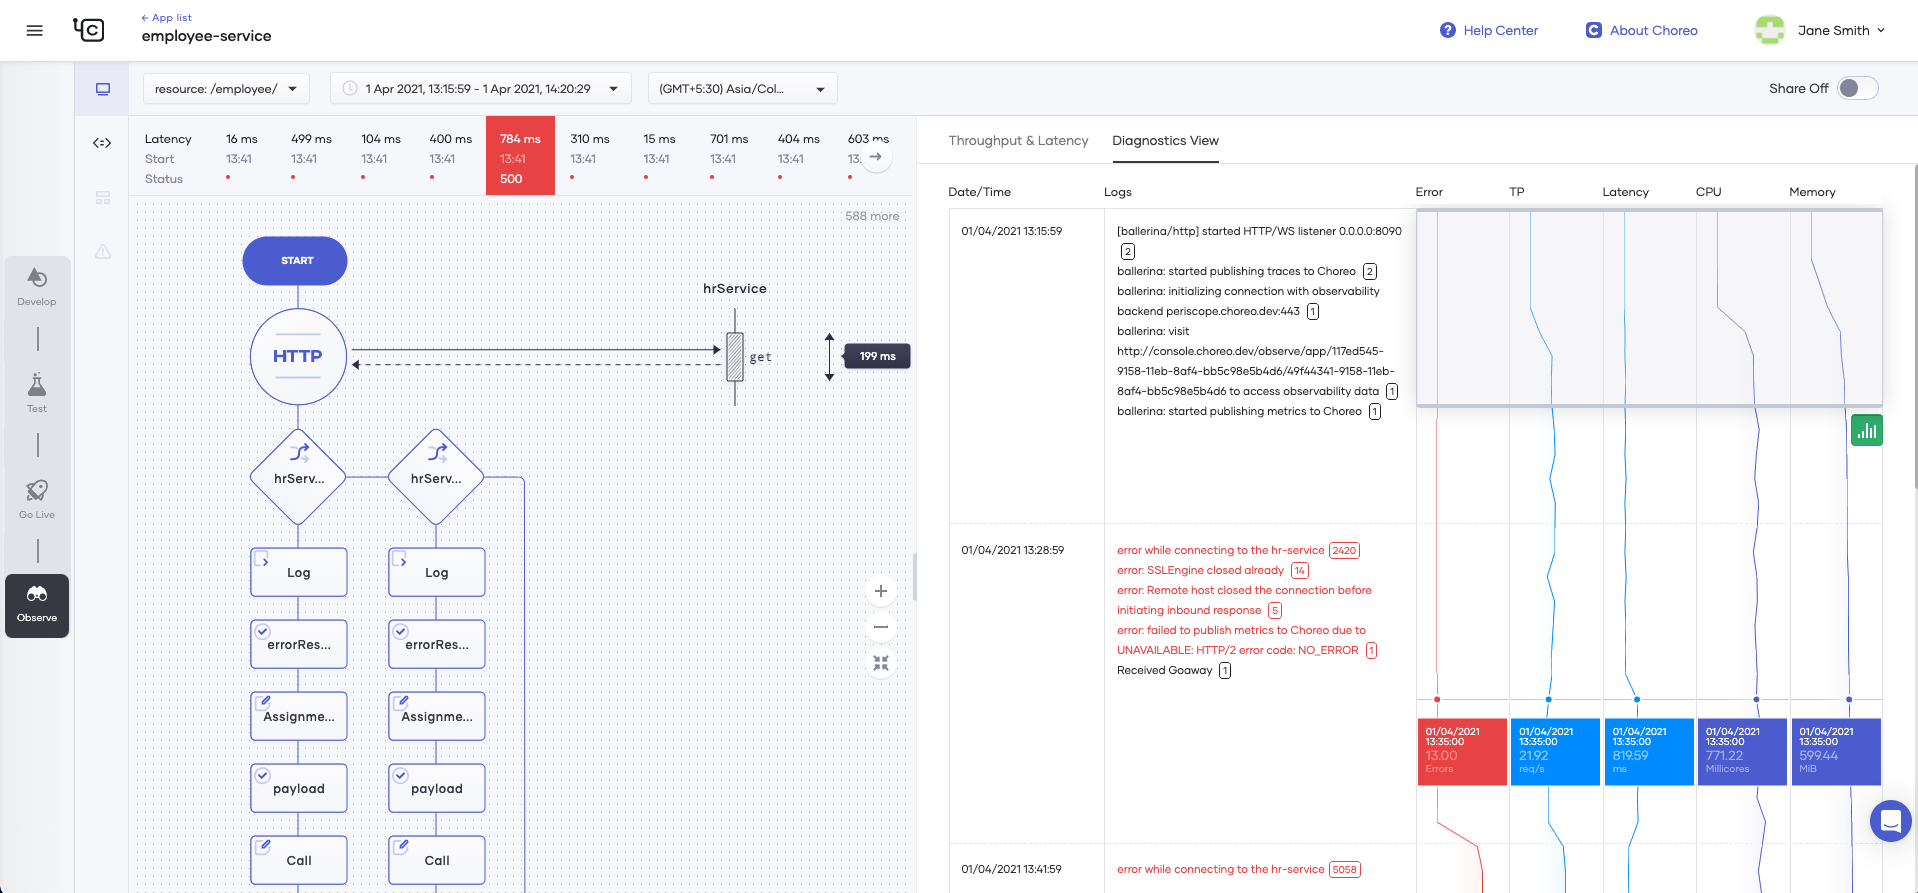 ← App list
employee-service
Help Center
About Choreo
Jane Smith
resource: /employee/
1 Apr 2021, 13:15:59 - 1 Apr 2021, 14:20:29
(GMT+5:30) Asia/Col...
Share Off
Latency 16 ms 499 ms 104 ms 400 ms 784 ms 310 ms 15 ms 701 ms 404 ms 603 ms
Start 13:41 13:41 13:41 13:41 13:41 13:41 13:41 13:41 13:41 13:
Status 500
588 more
START
HTTP
hrService
get
199 ms
hrServ...
hrServ...
Log
Log
errorRes...
errorRes...
Assignme...
Assignme...
payload
payload
Call
Call
Develop
Test
Go Live
Observe
Throughput & Latency
Diagnostics View
Date/Time Logs Error TP Latency CPU Memory
01/04/2021 13:15:59
[ballerina/http] started HTTP/WS listener 0.0.0.0:8090
2
ballerina: started publishing traces to Choreo 2
ballerina: initializing connection with observability
backend periscope.choreo.dev:443 1
ballerina: visit
http://console.choreo.dev/observe/app/117ed545-
9158-11eb-8af4-bb5c98e5b4d6/49f44341-9158-11eb-
8af4-bb5c98e5b4d6 to access observability data 1
ballerina: started publishing metrics to Choreo 1
01/04/2021 13:28:59
error while connecting to the hr-service 2420
error: SSLEngine closed already 14
error: Remote host closed the connection before
initiating inbound response 5
error: failed to publish metrics to Choreo due to
UNAVAILABLE: HTTP/2 error code: NO_ERROR 1
Received Goaway 1
01/04/2021 01/04/2021 01/04/2021 01/04/2021 01/04/2021
13:35:00 13:35:00 13:35:00 13:35:00 13:35:00
13.00 21.92 819.59 771.22 599.44
Errors req/s ms Millicores MiB
01/04/2021 13:41:59
error while connecting to the hr-service 5058